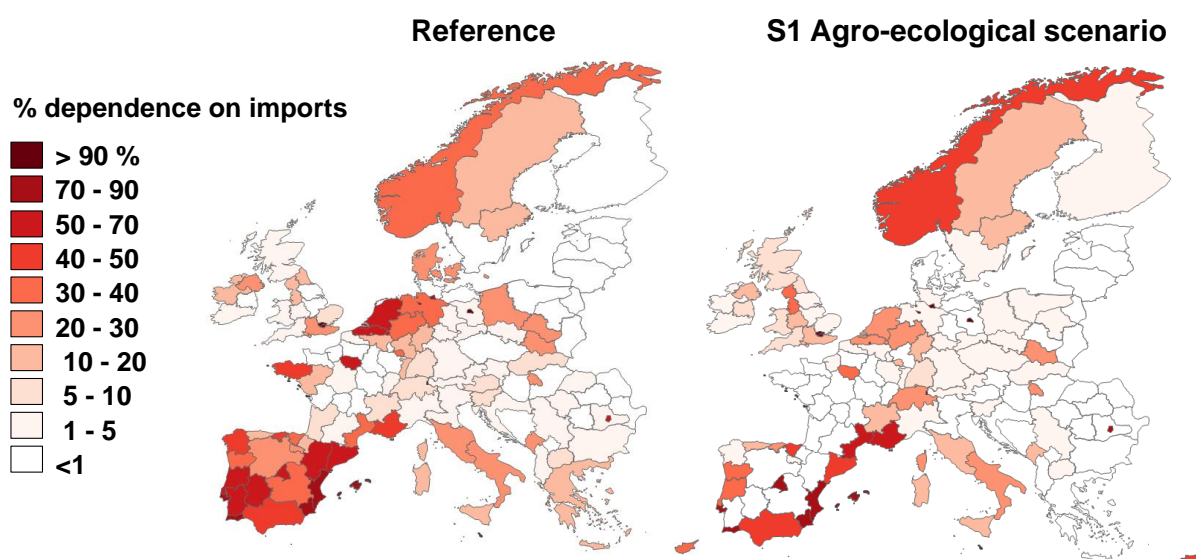 Reference
S1 Agro-ecological scenario
% dependence on imports
> 90 %
70 - 90
50 - 70
40 - 50
30 - 40
20 - 30
10 - 20
5 - 10
1 - 5
<1